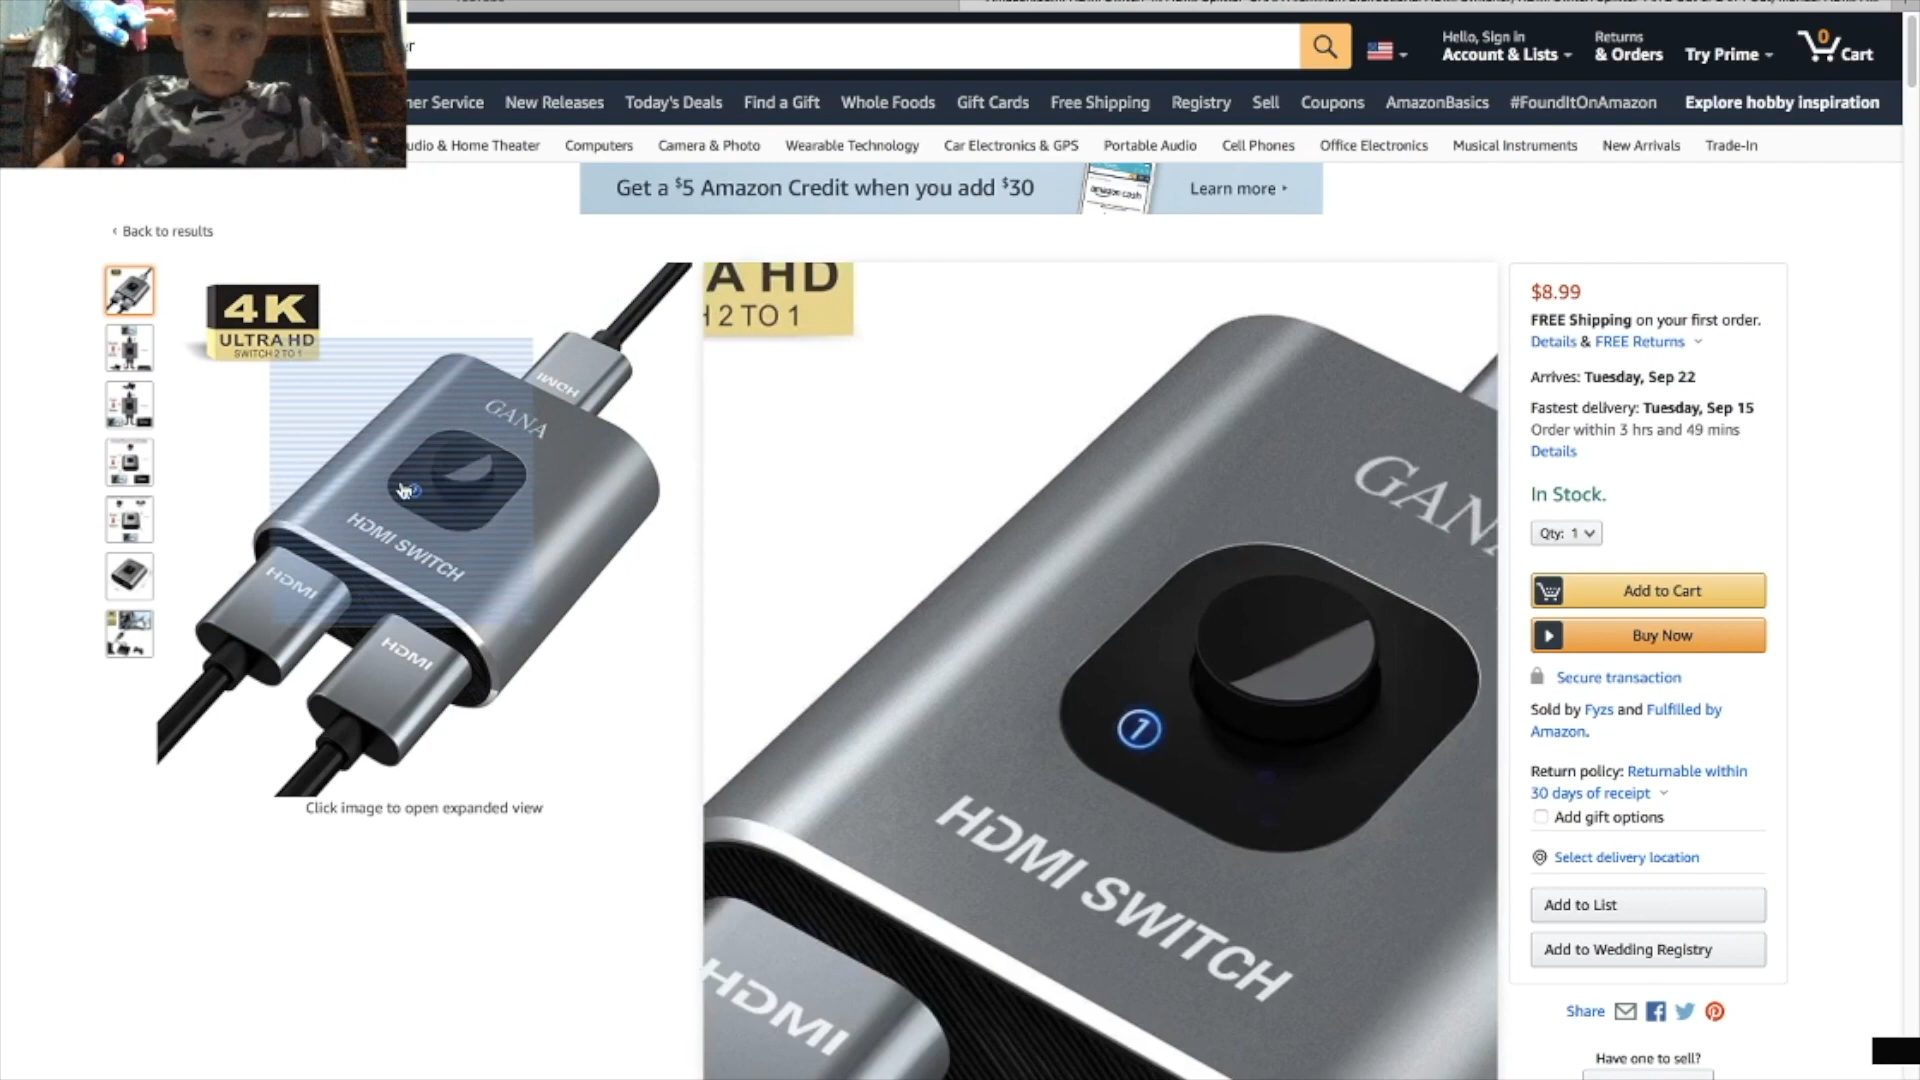 r
Hello, Sign in
Account & Lists
Returns
& Orders
Try Prime
0
Cart
ner Service
New Releases
Today's Deals
Find a Gift
Whole Foods
Gift Cards
Free Shipping
Registry
Sell
Coupons
AmazonBasics
#FoundItOnAmazon
Explore hobby inspiration
udio & Home Theater
Computers
Camera & Photo
Wearable Technology
Car Electronics & GPS
Portable Audio
Cell Phones
Office Electronics
Musical Instruments
New Arrivals
Trade-In
Get a $5 Amazon Credit when you add $30
amazon cash
Learn more
‹ Back to results
4K
ULTRA HD
SWITCH 2 TO 1
HDMI
GANA
HDMI SWITCH
HDMI
HDMI
Click image to open expanded view
A HD
H 2 TO 1
GANA
1
HDMI SWITCH
HDMI
$8.99
FREE Shipping on your first order.
Details & FREE Returns
Arrives: Tuesday, Sep 22
Fastest delivery: Tuesday, Sep 15
Order within 3 hrs and 49 mins
Details
In Stock.
Qty: 1
Add to Cart
Buy Now
Secure transaction
Sold by Fyzs and Fulfilled by
Amazon.
Return policy: Returnable within
30 days of receipt
Add gift options
Select delivery location
Add to List
Add to Wedding Registry
Share
Have one to sell?